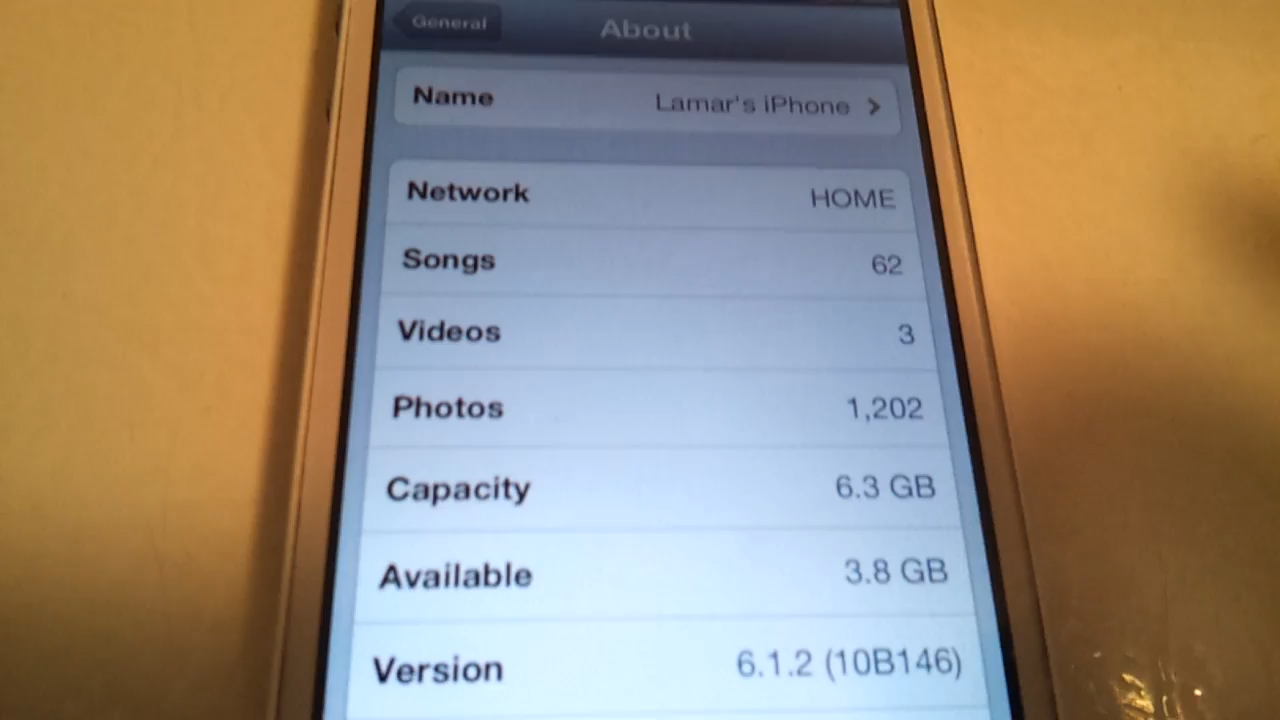 General
About
Name Lamar's iPhone
Network HOME
Songs 62
Videos 3
Photos 1,202
Capacity 6.3 GB
Available 3.8 GB
Version 6.1.2 (10B146)